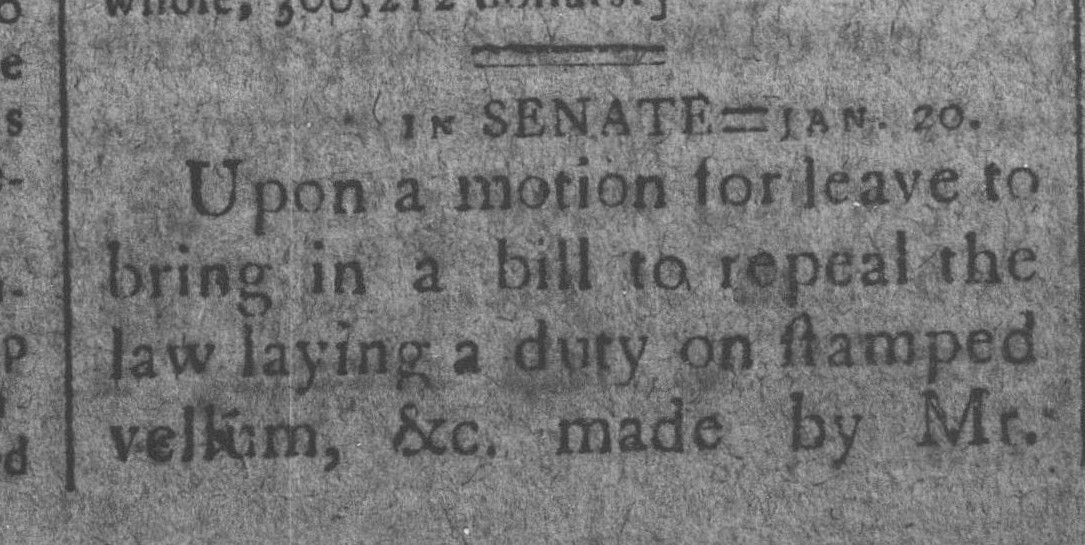 IN SENATE=JAN. 20.
Upon a motion for leave to
bring in a bill to repeal the
law laying a duty on ſtamped
vellum, &c. made by Mr.